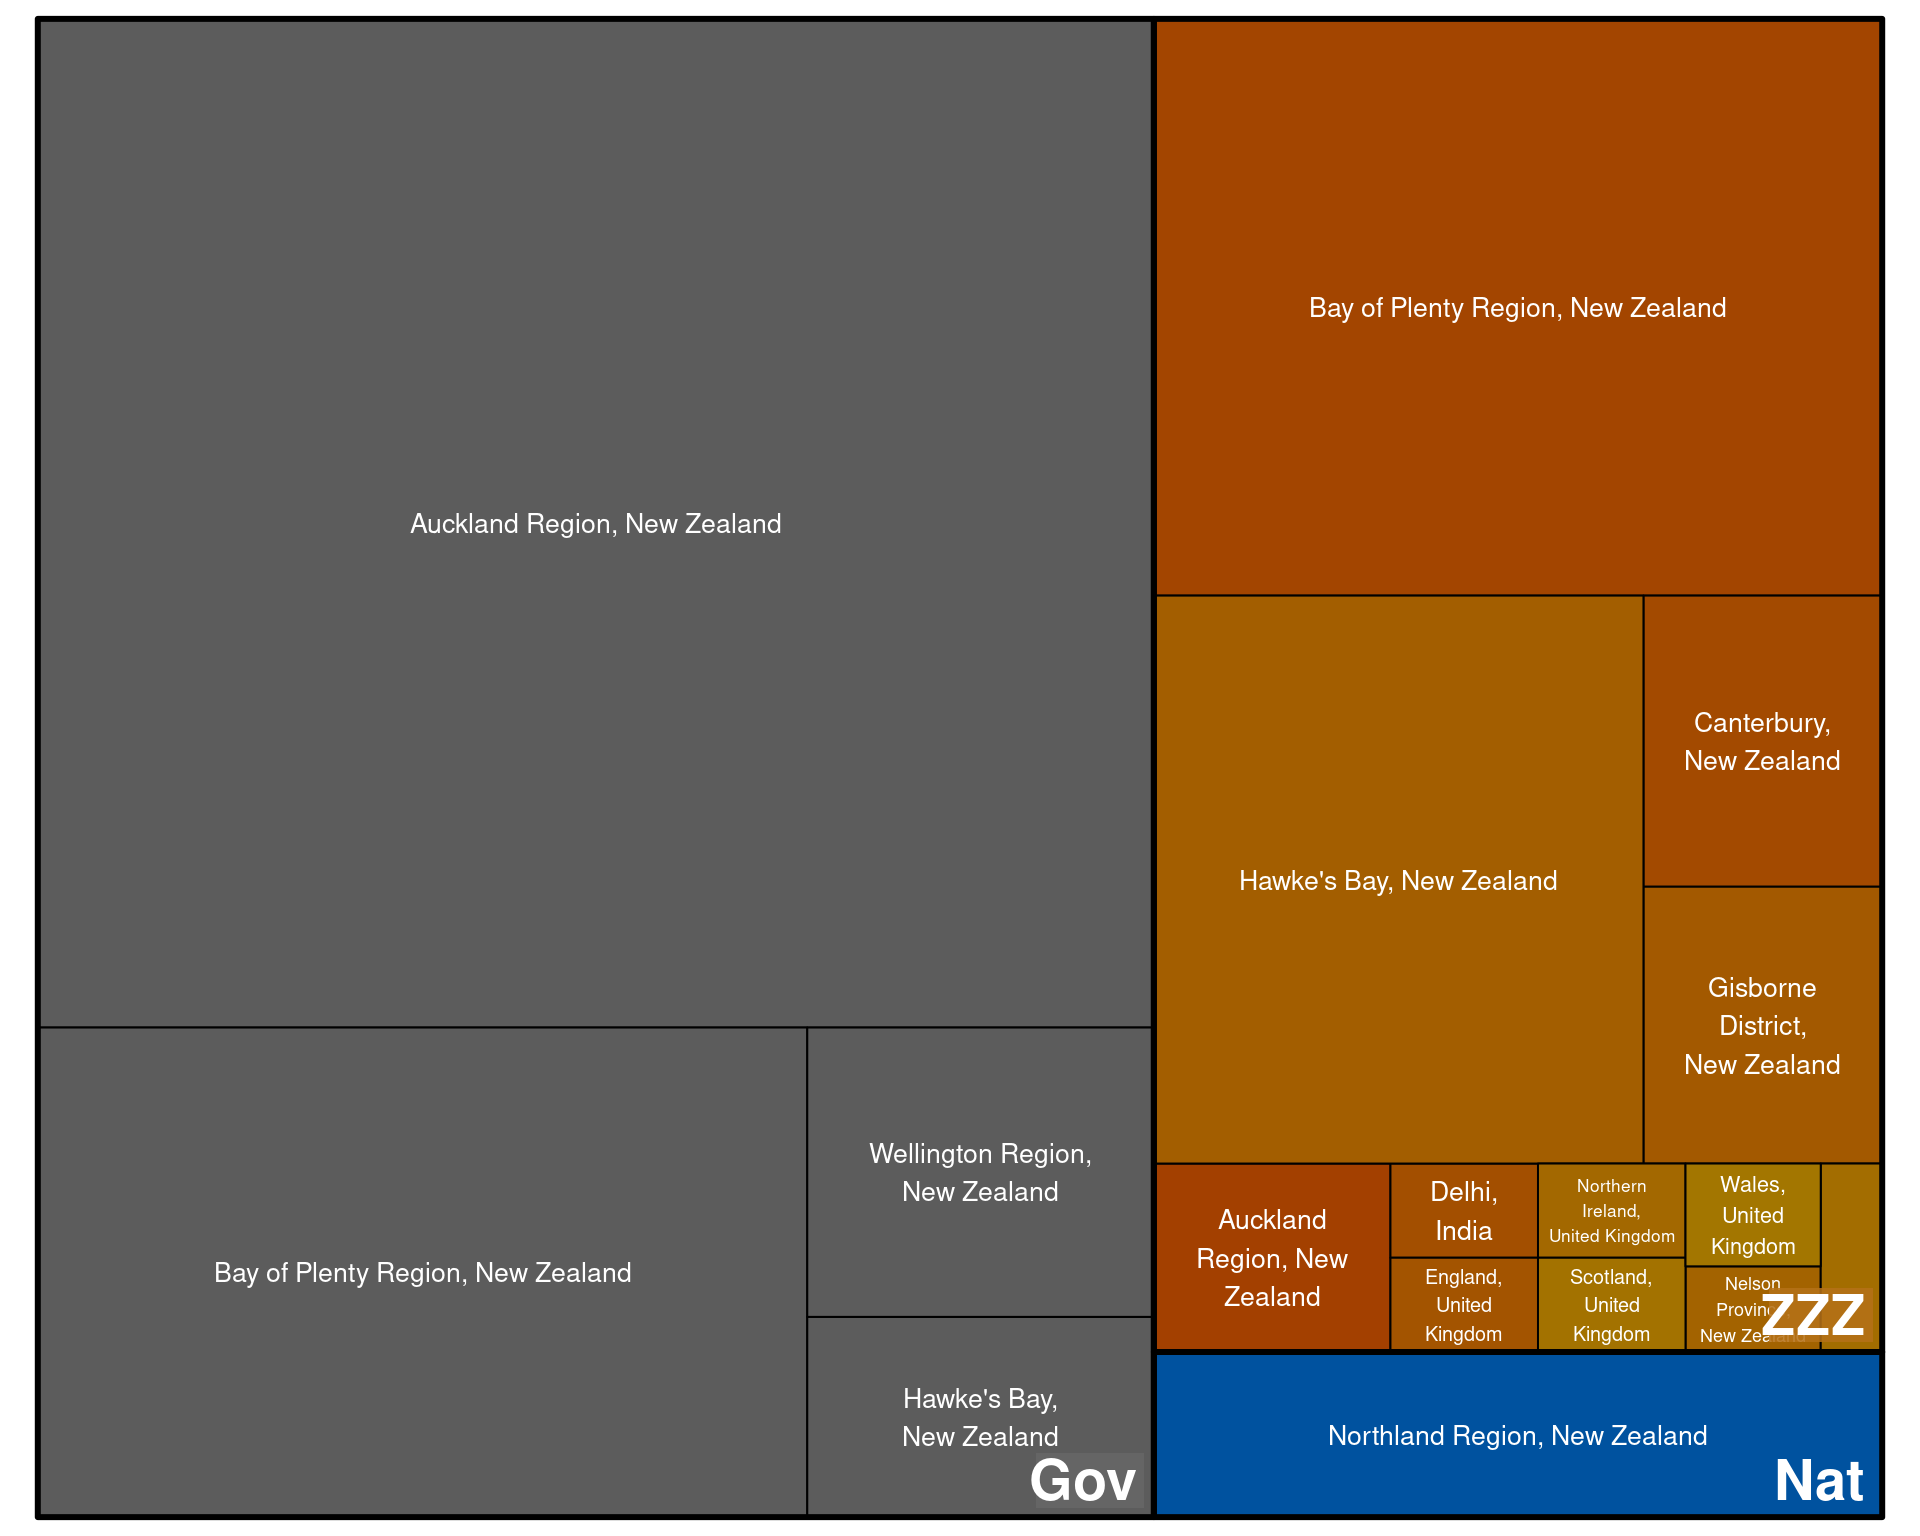 Auckland Region, New Zealand
Bay of Plenty Region, New Zealand
Wellington Region,
New Zealand
Hawke's Bay,
New Zealand
Gov
Bay of Plenty Region, New Zealand
Hawke's Bay, New Zealand
Canterbury,
New Zealand
Gisborne
District,
New Zealand
Auckland
Region, New
Zealand
Delhi,
India
England,
United
Kingdom
Northern
Ireland,
United Kingdom
Scotland,
United
Kingdom
Wales,
United
Kingdom
Nelson
Province,
New Zealand
ZZZ
Northland Region, New Zealand
Nat